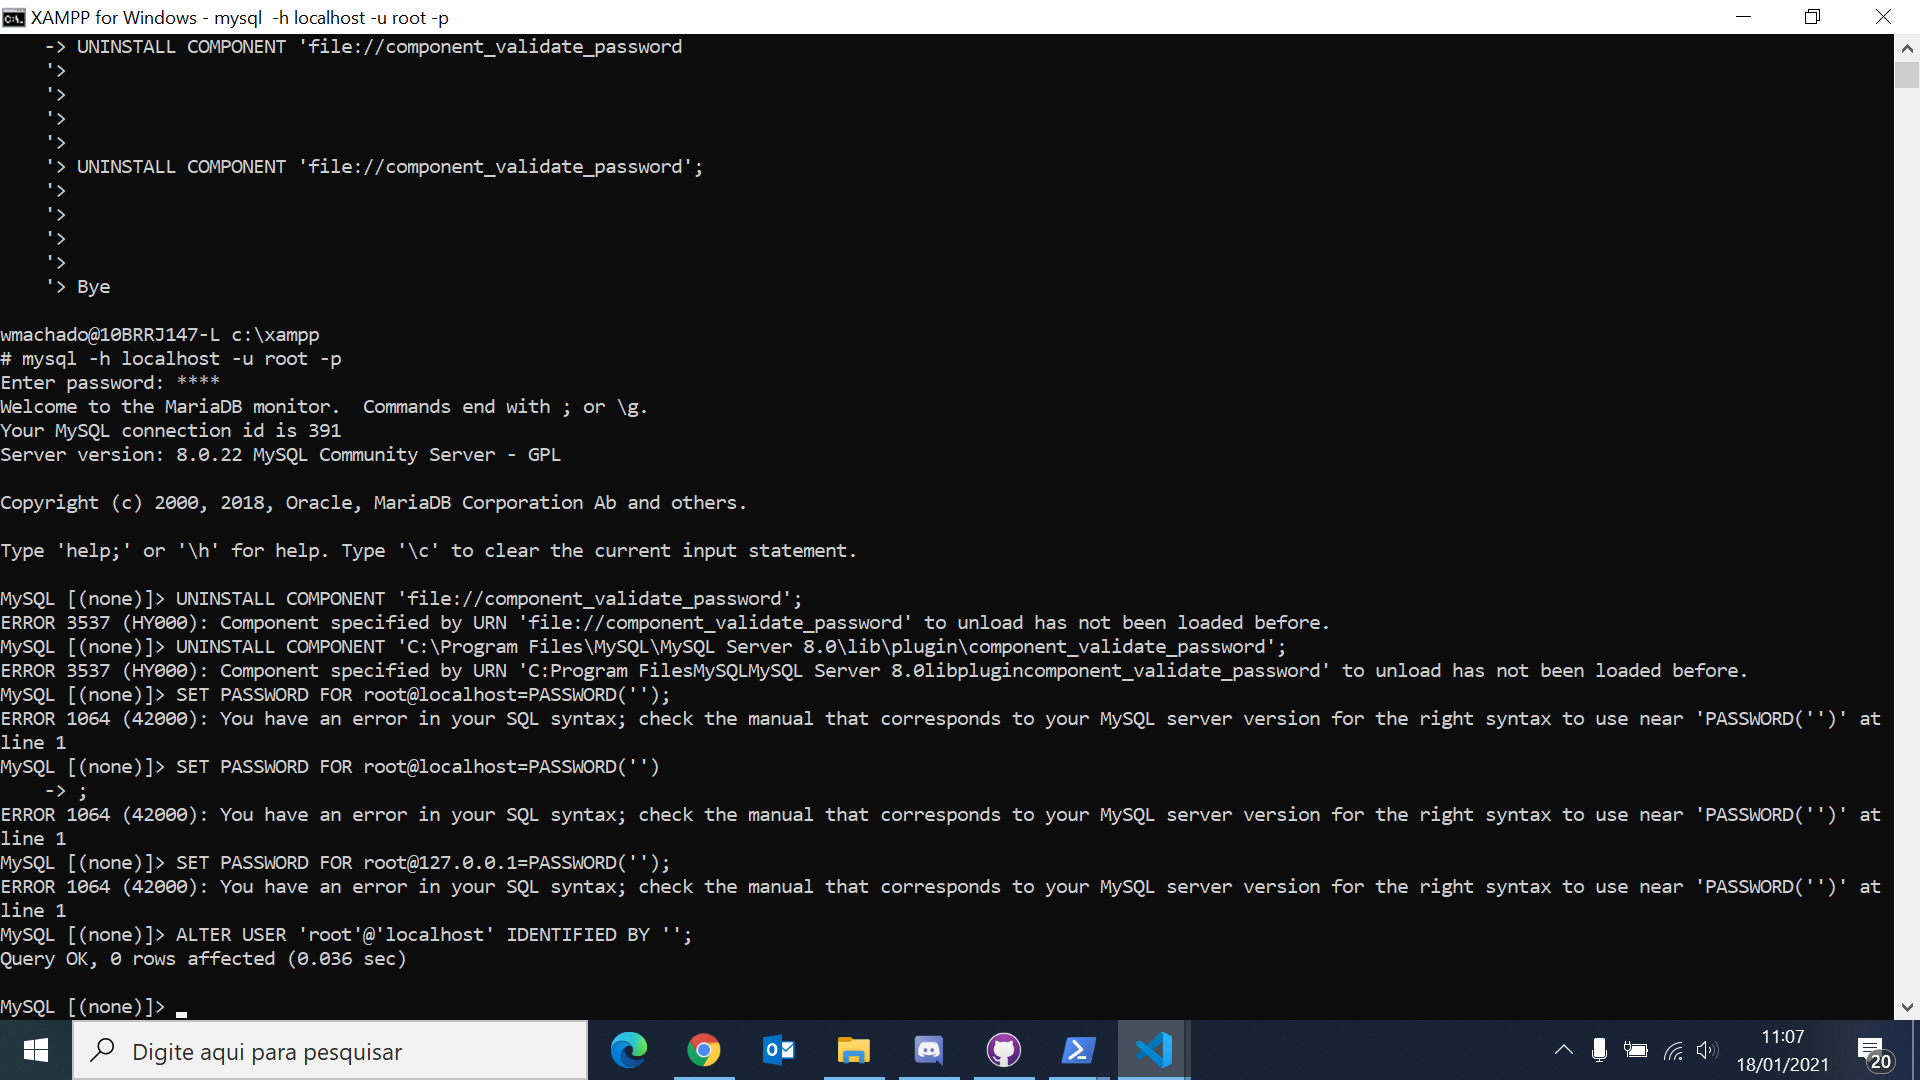 XAMPP for Windows - mysql  -h localhost -u root -p
    -> UNINSTALL COMPONENT 'file://component_validate_password
    '>
    '>
    '>
    '>
    '> UNINSTALL COMPONENT 'file://component_validate_password';
    '>
    '>
    '>
    '>
    '> Bye
wmachado@10BRRJ147-L c:\xampp
# mysql -h localhost -u root -p
Enter password: ****
Welcome to the MariaDB monitor.  Commands end with ; or \g.
Your MySQL connection id is 391
Server version: 8.0.22 MySQL Community Server - GPL
Copyright (c) 2000, 2018, Oracle, MariaDB Corporation Ab and others.
Type 'help;' or '\h' for help. Type '\c' to clear the current input statement.
MySQL [(none)]> UNINSTALL COMPONENT 'file://component_validate_password';
ERROR 3537 (HY000): Component specified by URN 'file://component_validate_password' to unload has not been loaded before.
MySQL [(none)]> UNINSTALL COMPONENT 'C:\Program Files\MySQL\MySQL Server 8.0\lib\plugin\component_validate_password';
ERROR 3537 (HY000): Component specified by URN 'C:Program FilesMySQLMySQL Server 8.0libplugincomponent_validate_password' to unload has not been loaded before.
MySQL [(none)]> SET PASSWORD FOR root@localhost=PASSWORD('');
ERROR 1064 (42000): You have an error in your SQL syntax; check the manual that corresponds to your MySQL server version for the right syntax to use near 'PASSWORD('')' at
line 1
MySQL [(none)]> SET PASSWORD FOR root@localhost=PASSWORD('')
    -> ;
ERROR 1064 (42000): You have an error in your SQL syntax; check the manual that corresponds to your MySQL server version for the right syntax to use near 'PASSWORD('')' at
line 1
MySQL [(none)]> SET PASSWORD FOR root@127.0.0.1=PASSWORD('');
ERROR 1064 (42000): You have an error in your SQL syntax; check the manual that corresponds to your MySQL server version for the right syntax to use near 'PASSWORD('')' at
line 1
MySQL [(none)]> ALTER USER 'root'@'localhost' IDENTIFIED BY '';
Query OK, 0 rows affected (0.036 sec)
MySQL [(none)]>
Digite aqui para pesquisar
11:07
18/01/2021
20